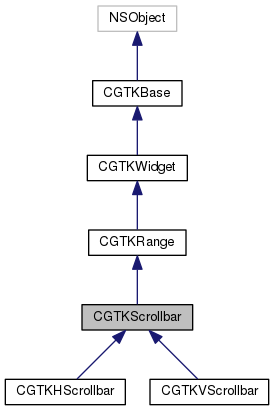 NSObject
CGTKBase
CGTKWidget
CGTKRange
CGTKScrollbar
CGTKHScrollbar
CGTKVScrollbar